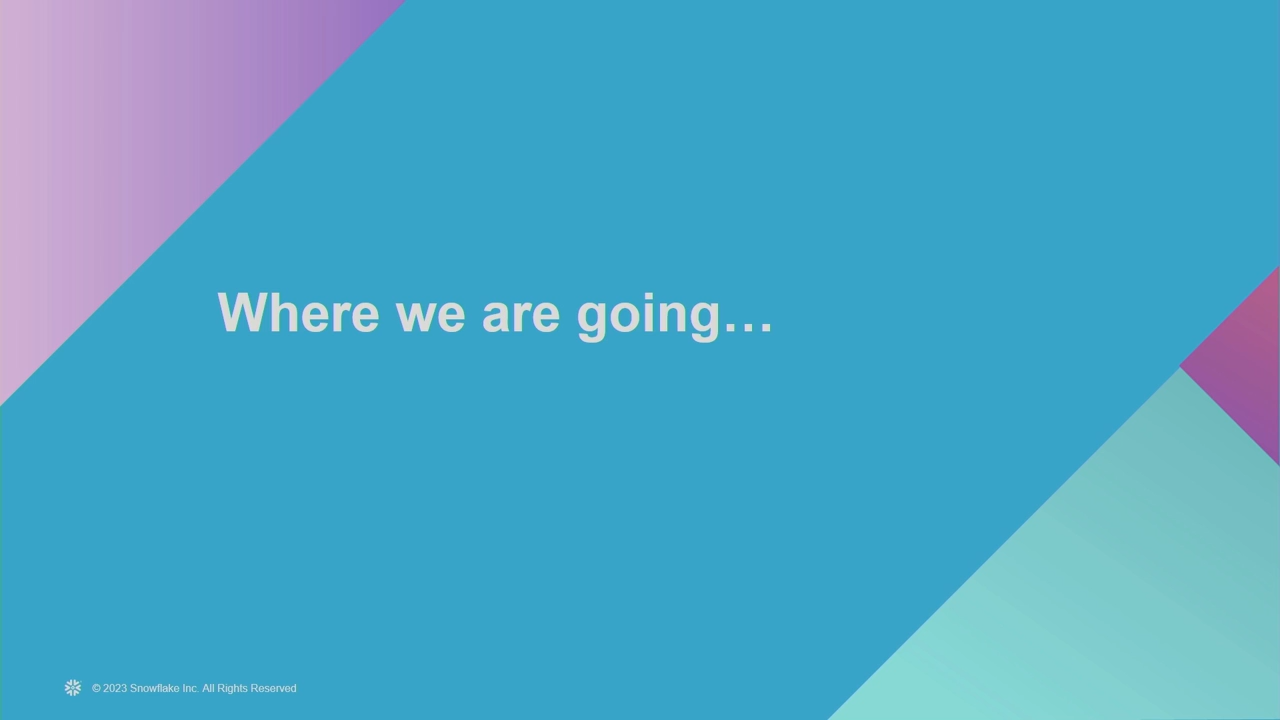 Where we are going…
© 2023 Snowflake Inc. All Rights Reserved